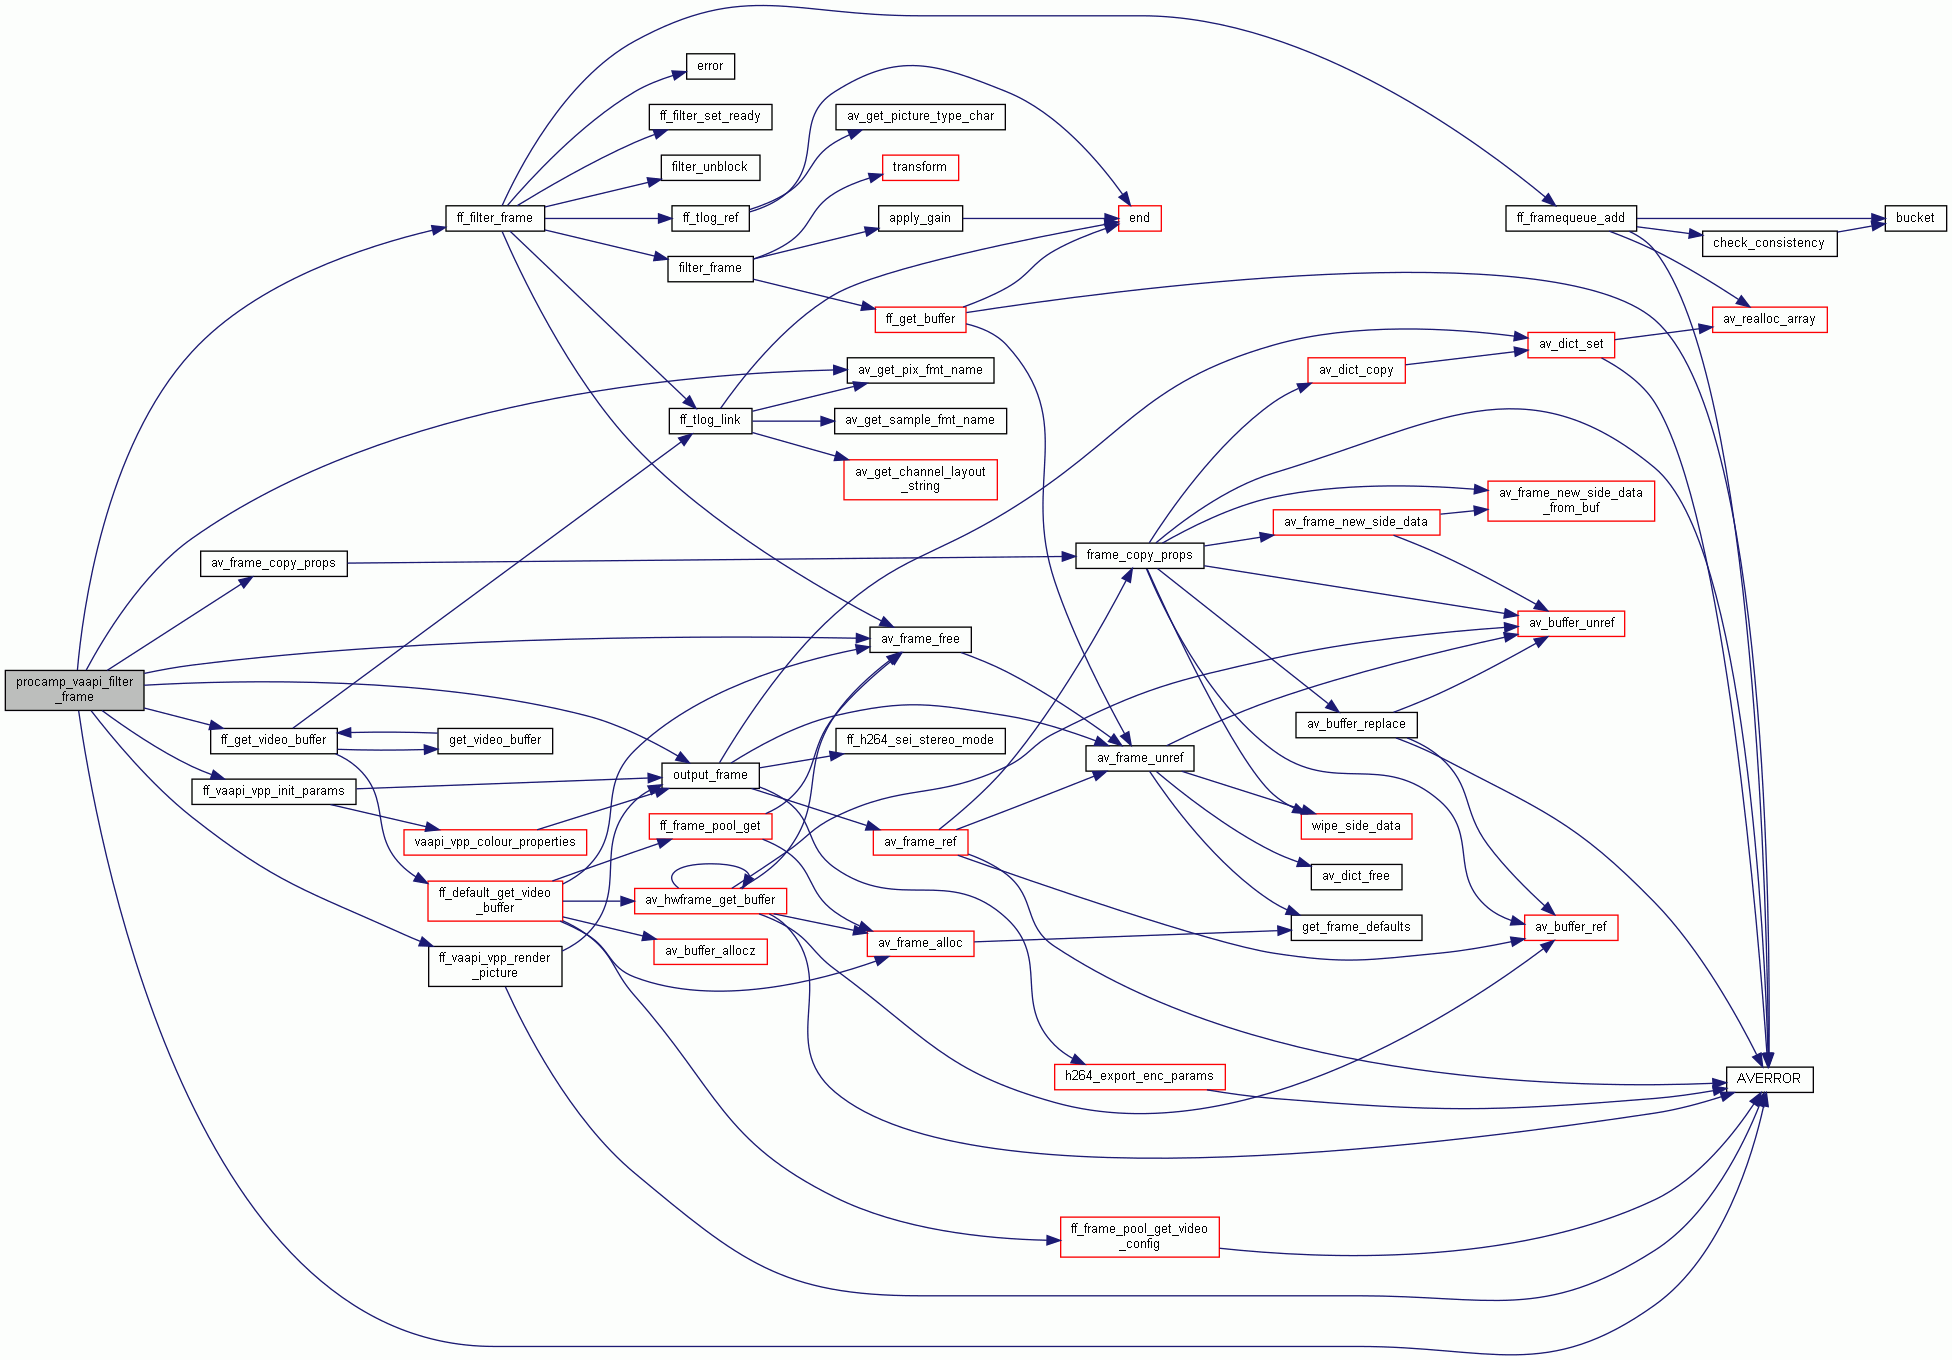 error
ff_filter_set_ready
av_get_picture_type_char
filter_unblock
transform
ff_filter_frame
ff_tlog_ref
apply_gain
end
ff_framequeue_add
bucket
check_consistency
filter_frame
ff_get_buffer
av_realloc_array
av_dict_set
av_get_pix_fmt_name
av_dict_copy
ff_tlog_link
av_get_sample_fmt_name
av_get_channel_layout
_string
av_frame_new_side_data
_from_buf
av_frame_new_side_data
av_frame_copy_props
frame_copy_props
av_buffer_unref
av_frame_free
procamp_vaapi_filter
_frame
av_buffer_replace
ff_get_video_buffer
get_video_buffer
ff_h264_sei_stereo_mode
av_frame_unref
output_frame
ff_vaapi_vpp_init_params
ff_frame_pool_get
wipe_side_data
vaapi_vpp_colour_properties
av_frame_ref
av_dict_free
ff_default_get_video
_buffer
av_hwframe_get_buffer
get_frame_defaults
av_buffer_ref
av_frame_alloc
av_buffer_allocz
ff_vaapi_vpp_render
_picture
h264_export_enc_params
AVERROR
ff_frame_pool_get_video
_config